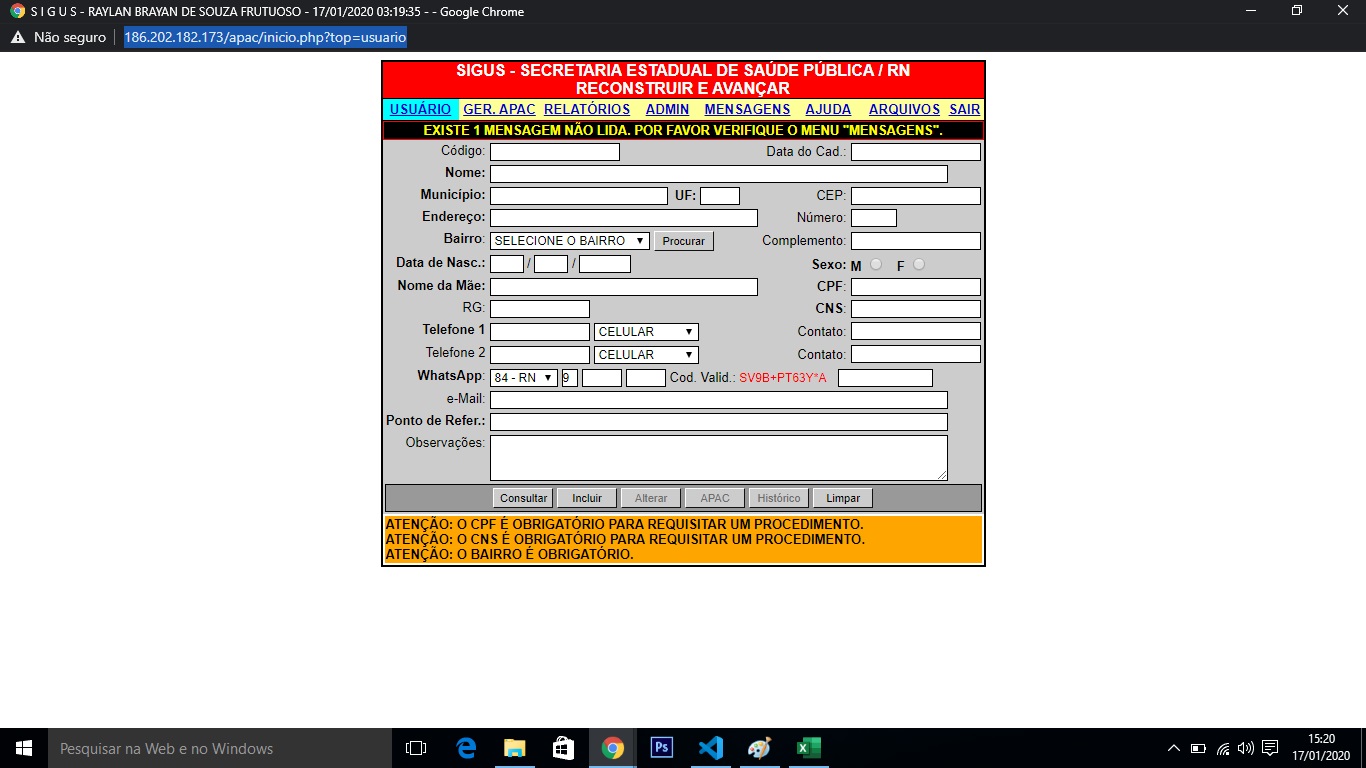 S I G U S - RAYLAN BRAYAN DE SOUZA FRUTUOSO - 17/01/2020 03:19:35 - - Google Chrome
Não seguro 186.202.182.173/apac/inicio.php?top=usuario
SIGUS - SECRETARIA ESTADUAL DE SAÚDE PÚBLICA / RN
RECONSTRUIR E AVANÇAR
USUÁRIO GER. APAC RELATÓRIOS ADMIN MENSAGENS AJUDA ARQUIVOS SAIR
EXISTE 1 MENSAGEM NÃO LIDA. POR FAVOR VERIFIQUE O MENU "MENSAGENS".
Código: Data do Cad.:
Nome:
Município: UF: CEP:
Endereço: Número:
Bairro: SELECIONE O BAIRRO Procurar Complemento:
Data de Nasc.: / / Sexo: M F
Nome da Mãe: CPF:
RG: CNS:
Telefone 1 CELULAR Contato:
Telefone 2 CELULAR Contato:
WhatsApp: 84 - RN 9 Cod. Valid.: SV9B+PT63Y*A
e-Mail:
Ponto de Refer.:
Observações:
Consultar Incluir Alterar APAC Histórico Limpar
ATENÇÃO: O CPF É OBRIGATÓRIO PARA REQUISITAR UM PROCEDIMENTO.
ATENÇÃO: O CNS É OBRIGATÓRIO PARA REQUISITAR UM PROCEDIMENTO.
ATENÇÃO: O BAIRRO É OBRIGATÓRIO.
Pesquisar na Web e no Windows
Ps
15:20
17/01/2020